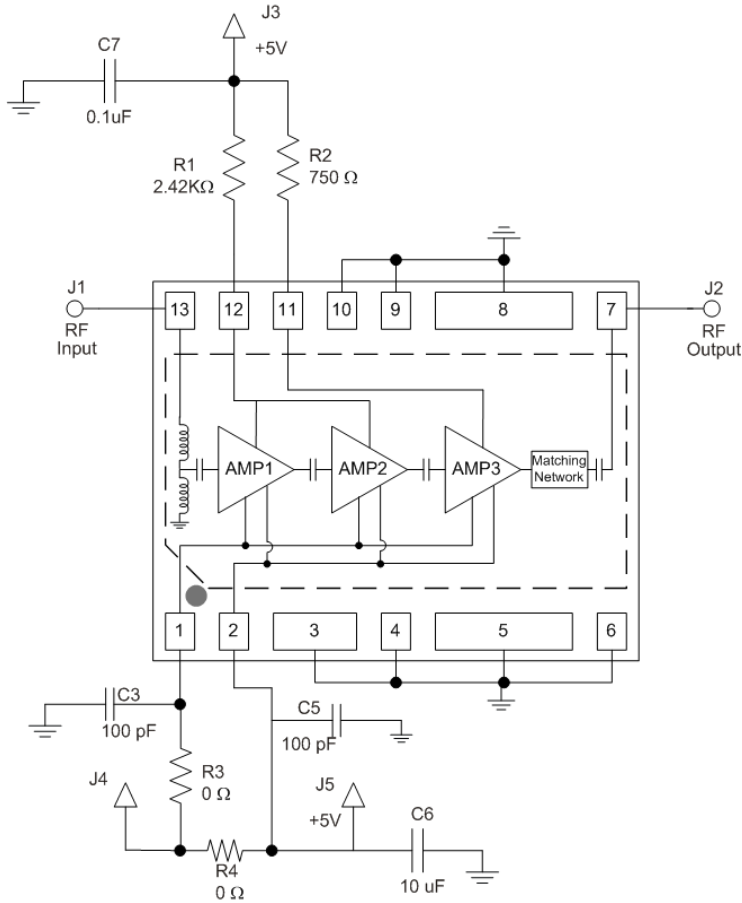 J3
+5V
C7
0.1uF
R1
2.42KΩ
R2
750 Ω
J1
RF
Input
13
12
11
10
9
8
7
J2
RF
Output
AMP1
AMP2
AMP3
Matching
Network
1
2
3
4
5
6
C3
100 pF
C5
100 pF
R3
0 Ω
J4
J5
+5V
C6
10 uF
R4
0 Ω